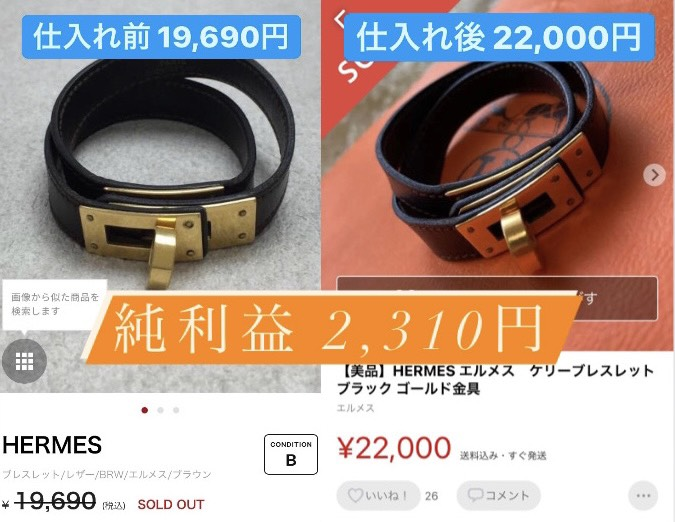 仕入れ前 19,690円
仕入れ後 22,000円
SO
画像から似た商品を
検索します
す
純利益 2,310円
【美品】HERMES エルメス　ケリーブレスレット
ブラック ゴールド金具
エルメス
HERMES
CONDITION
B
ブレスレット/レザー/BRW/エルメス/ブラウン
¥ 19,690 (税込) SOLD OUT
¥22,000 送料込み・すぐ発送
いいね！ 26 コメント